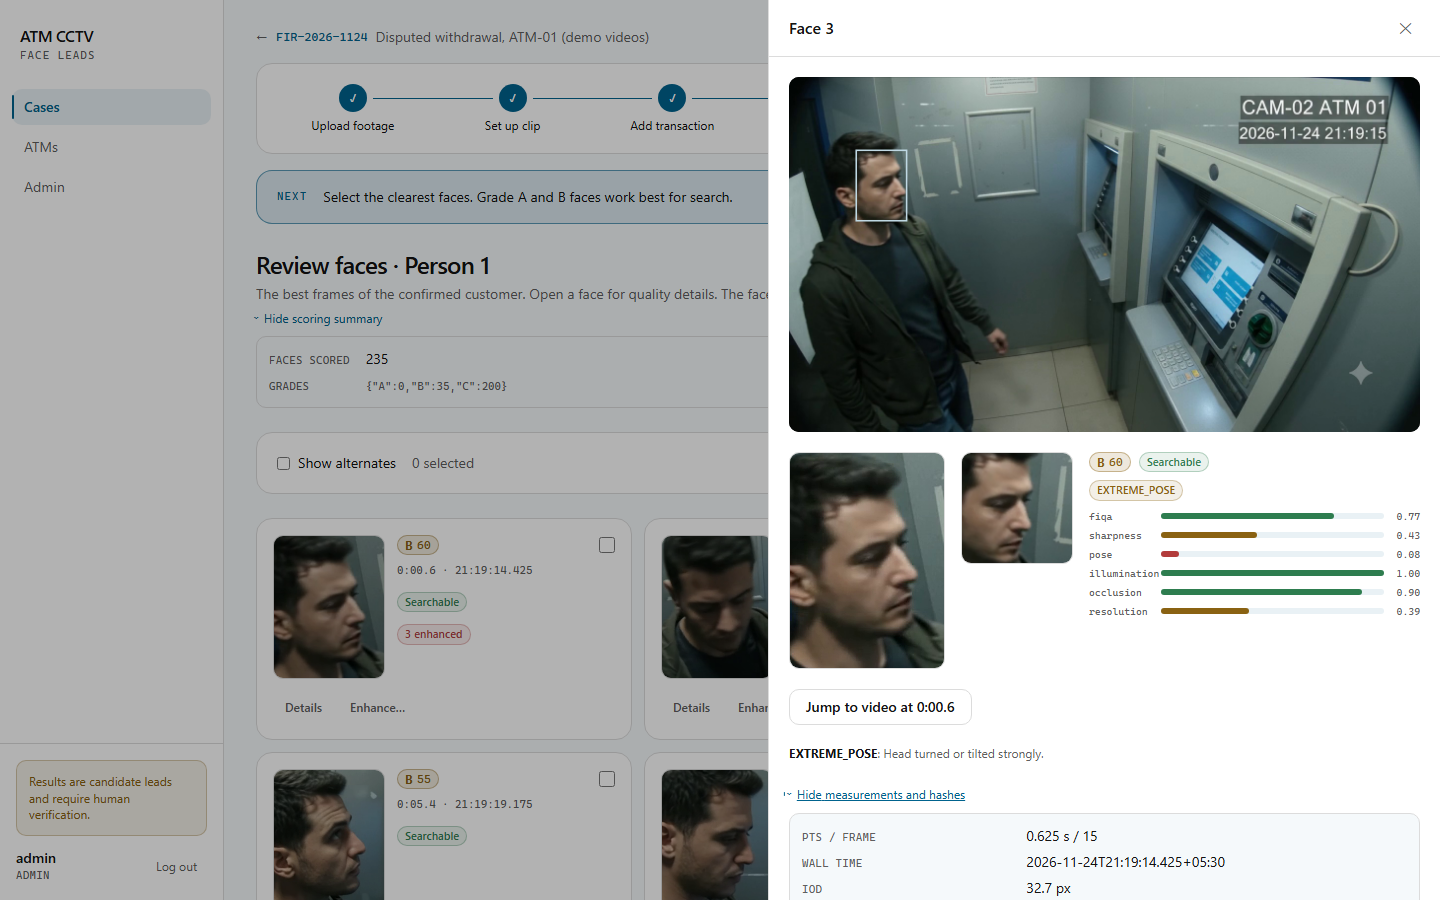 ATM CCTV
FACE LEADS
Cases
ATMs
Admin
Results are candidate leads
and require human
verification.
admin
ADMIN
Log out
← FIR-2026-1124 Disputed withdrawal, ATM-01 (demo videos)
Upload footage
Set up clip
Add transaction
NEXT Select the clearest faces. Grade A and B faces work best for search.
Review faces · Person 1
The best frames of the confirmed customer. Open a face for quality details. The face
Hide scoring summary
FACES SCORED 235
GRADES {"A":0,"B":35,"C":200}
Show alternates 0 selected
B 60
0:00.6 · 21:19:14.425
Searchable
3 enhanced
Details Enhance...
Details
B 55
0:05.4 · 21:19:19.175
Searchable
Face 3
CAM-02 ATM 01
2026-11-24 21:19:15
B 60 Searchable
EXTREME_POSE
fiqa 0.77
sharpness 0.43
pose 0.08
illumination 1.00
occlusion 0.90
resolution 0.39
Jump to video at 0:00.6
EXTREME_POSE: Head turned or tilted strongly.
Hide measurements and hashes
PTS / FRAME 0.625 s / 15
WALL TIME 2026-11-24T21:19:14.425+05:30
IOD 32.7 px